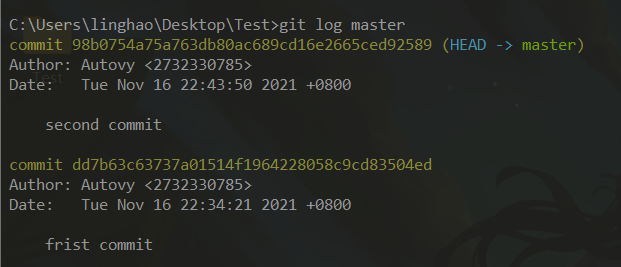 C:\Users\linghao\Desktop\Test>git log master
commit 98b0754a75a763db80ac689cd16e2665ced92589 (HEAD -> master)
Author: Autovy <2732330785>
Date:   Tue Nov 16 22:43:50 2021 +0800
second commit
commit dd7b63c63737a01514f1964228058c9cd83504ed
Author: Autovy <2732330785>
Date:   Tue Nov 16 22:34:21 2021 +0800
frist commit